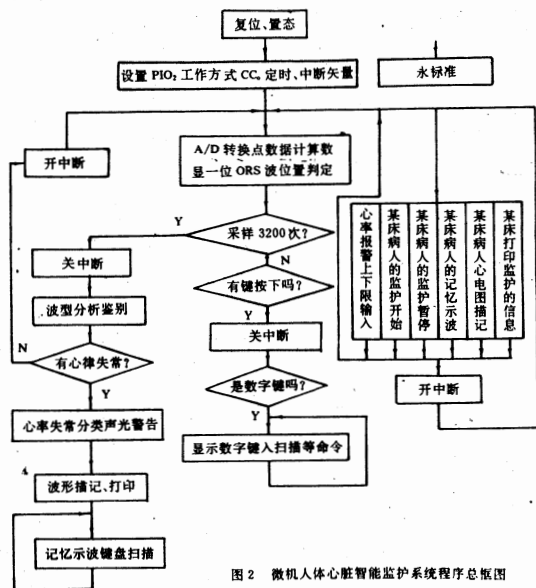 复位、置态
设置 PIO₂ 工作方式 CC。定时、中断矢量
永标准
开中断
A/D 转换点数据计算数
显一位 ORS 波位置判定
Y
采样 3200 次?
N
关中断
有键按下吗?
波型分析鉴别
Y
关中断
N
有心律失常?
是数字键吗?
Y
Y
心率失常分类声光警告
显示数字键入扫描等命令
波形描记、打印
记忆示波键盘扫描
心率报警上下限输入
某床病人的监护开始
某床病人的监护暂停
某床病人的记忆示波
某床病人心电图描记
某床打印监护的信息
开中断
图 2 微机人体心脏智能监护系统程序总框图